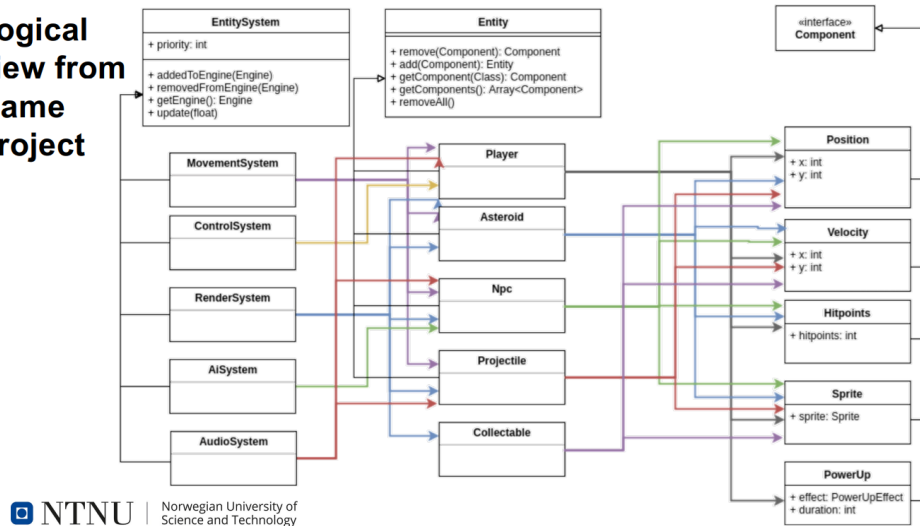 ogical
iew from
ame
roject
EntitySystem
+ priority: int
+ addedToEngine(Engine)
+ removedFromEngine(Engine)
+ getEngine(): Engine
+ update(float)
Entity
+ remove(Component): Component
+ add(Component): Entity
+ getComponent(Class): Component
+ getComponents(): Array<Component>
+ removeAll()
«interface»
Component
MovementSystem
ControlSystem
RenderSystem
AiSystem
AudioSystem
Player
Asteroid
Npc
Projectile
Collectable
Position
+ x: int
+ y: int
Velocity
+ x: int
+ y: int
Hitpoints
+ hitpoints: int
Sprite
+ sprite: Sprite
PowerUp
+ effect: PowerUpEffect
+ duration: int
NTNU
Norwegian University of
Science and Technology